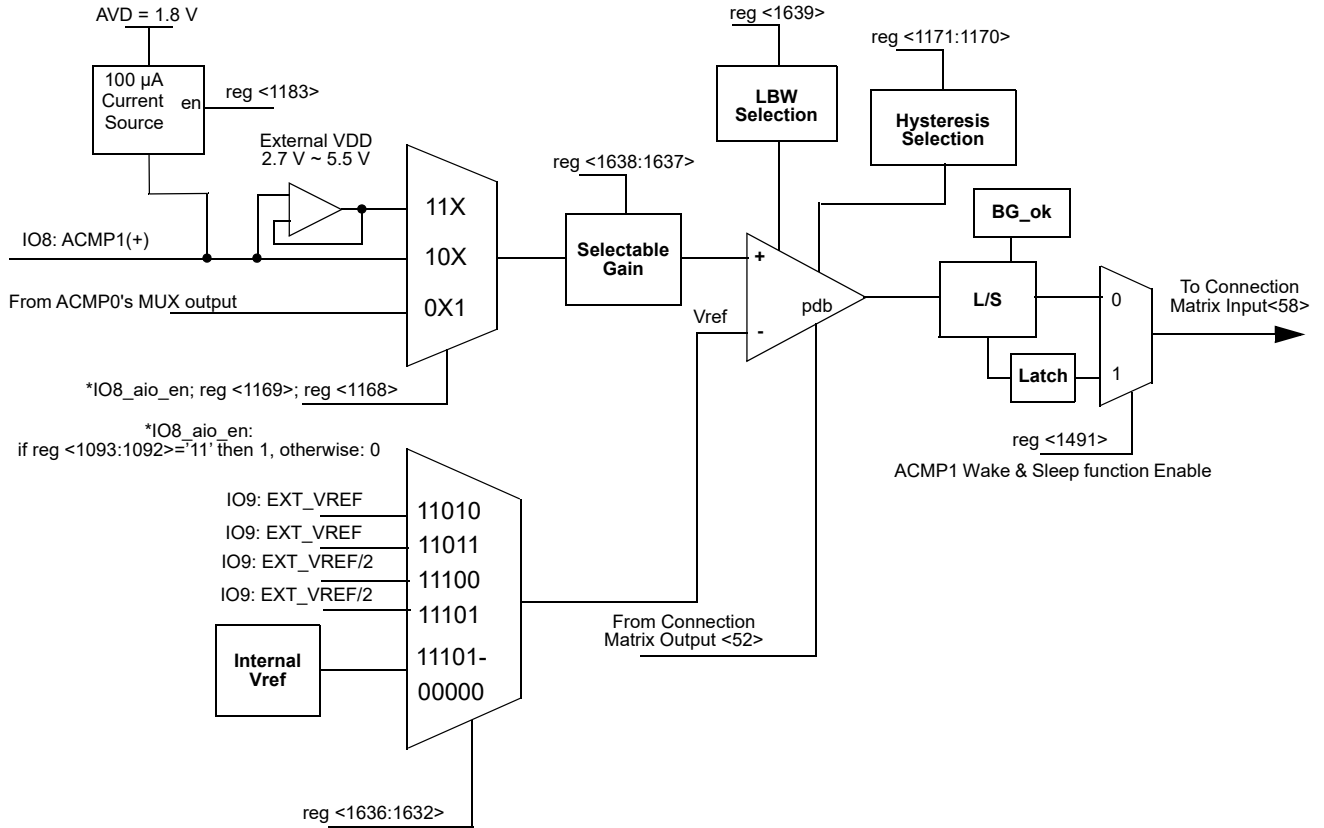 AVD = 1.8 V
reg <1639>
reg <1171:1170>
100 µA
Current
Source
en
reg <1183>
LBW
Selection
Hysteresis
Selection
External VDD
2.7 V ~ 5.5 V
reg <1638:1637>
11X
BG_ok
IO8: ACMP1(+)
10X
Selectable
Gain
+
L/S
0
To Connection
Matrix Input<58>
From ACMP0's MUX output
0X1
Vref
pdb
-
Latch
1
*IO8_aio_en; reg <1169>; reg <1168>
*IO8_aio_en:
if reg <1093:1092>='11' then 1, otherwise: 0
reg <1491>
ACMP1 Wake & Sleep function Enable
IO9: EXT_VREF
11010
IO9: EXT_VREF
11011
IO9: EXT_VREF/2
11100
IO9: EXT_VREF/2
11101
From Connection
Matrix Output <52>
Internal
Vref
11101-
00000
reg <1636:1632>